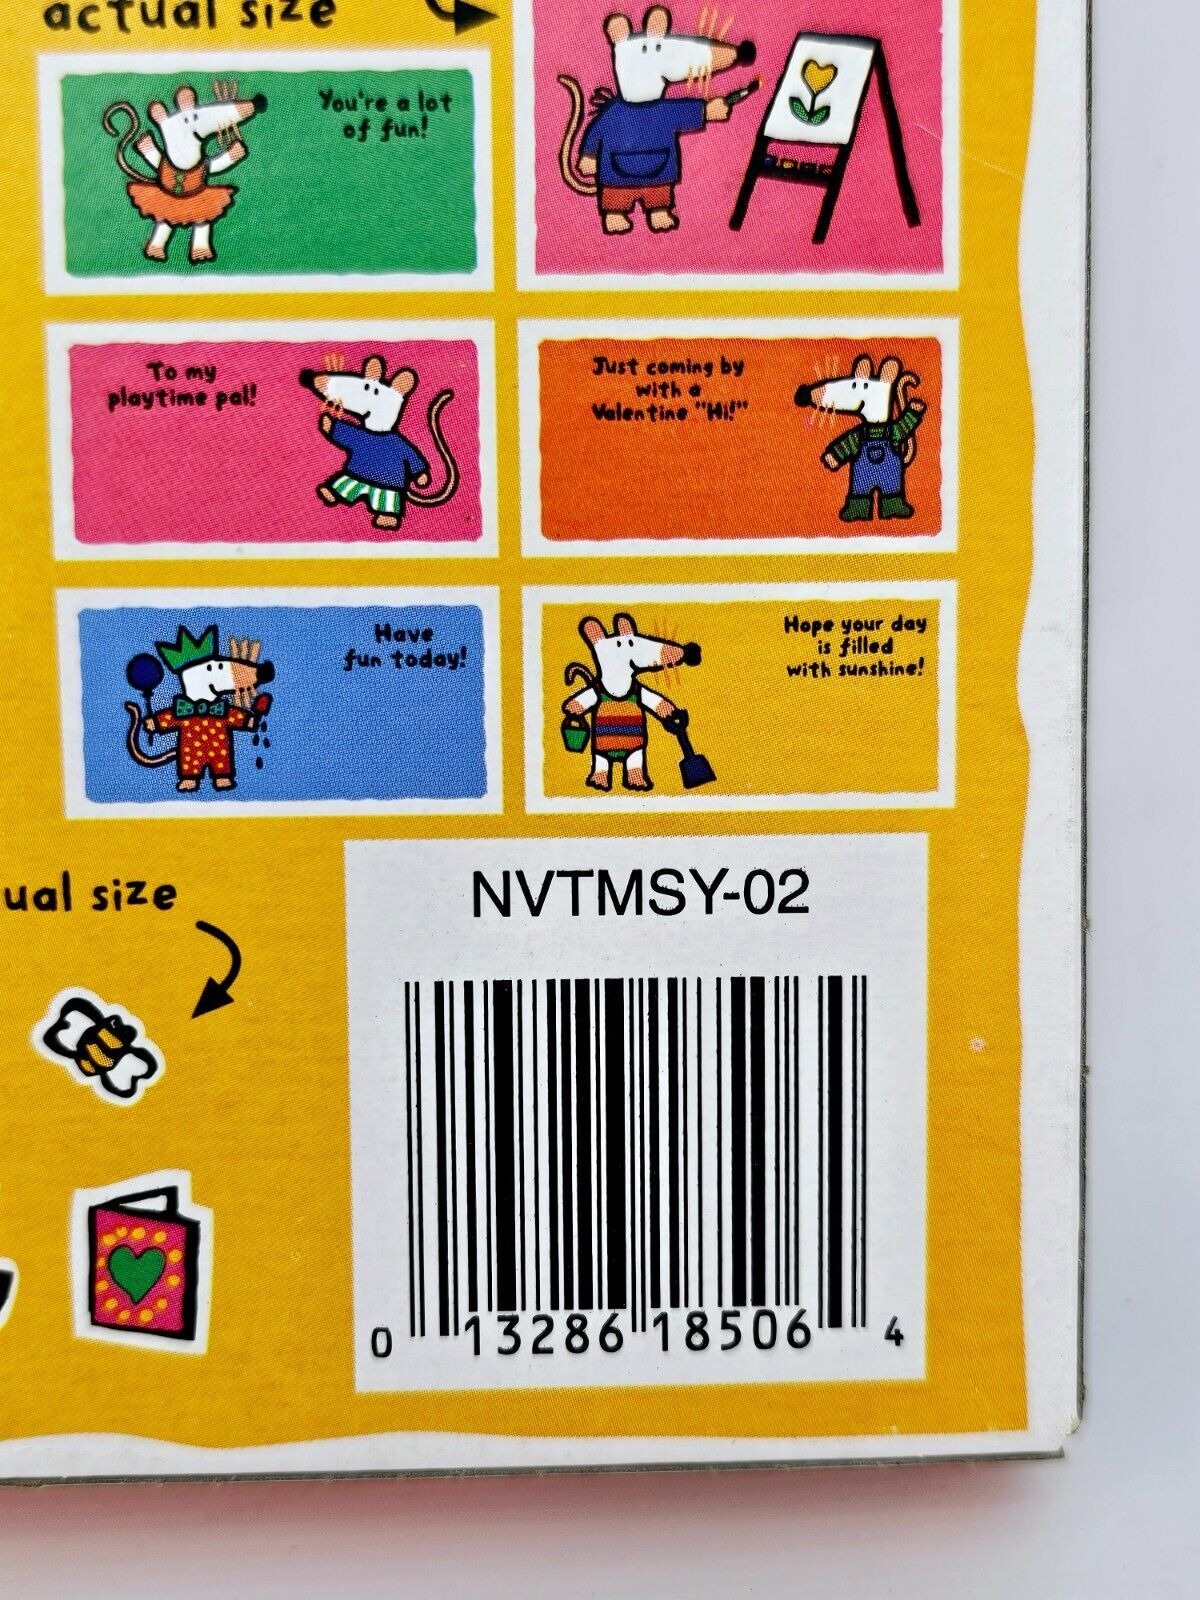 actual size
You're a lot
of fun!
To my
playtime pal!
Just coming by
with a
Valentine "Hi!"
Have
fun today!
Hope your day
is filled
with sunshine!
ual size
NVTMSY-02
0 13286 18506 4